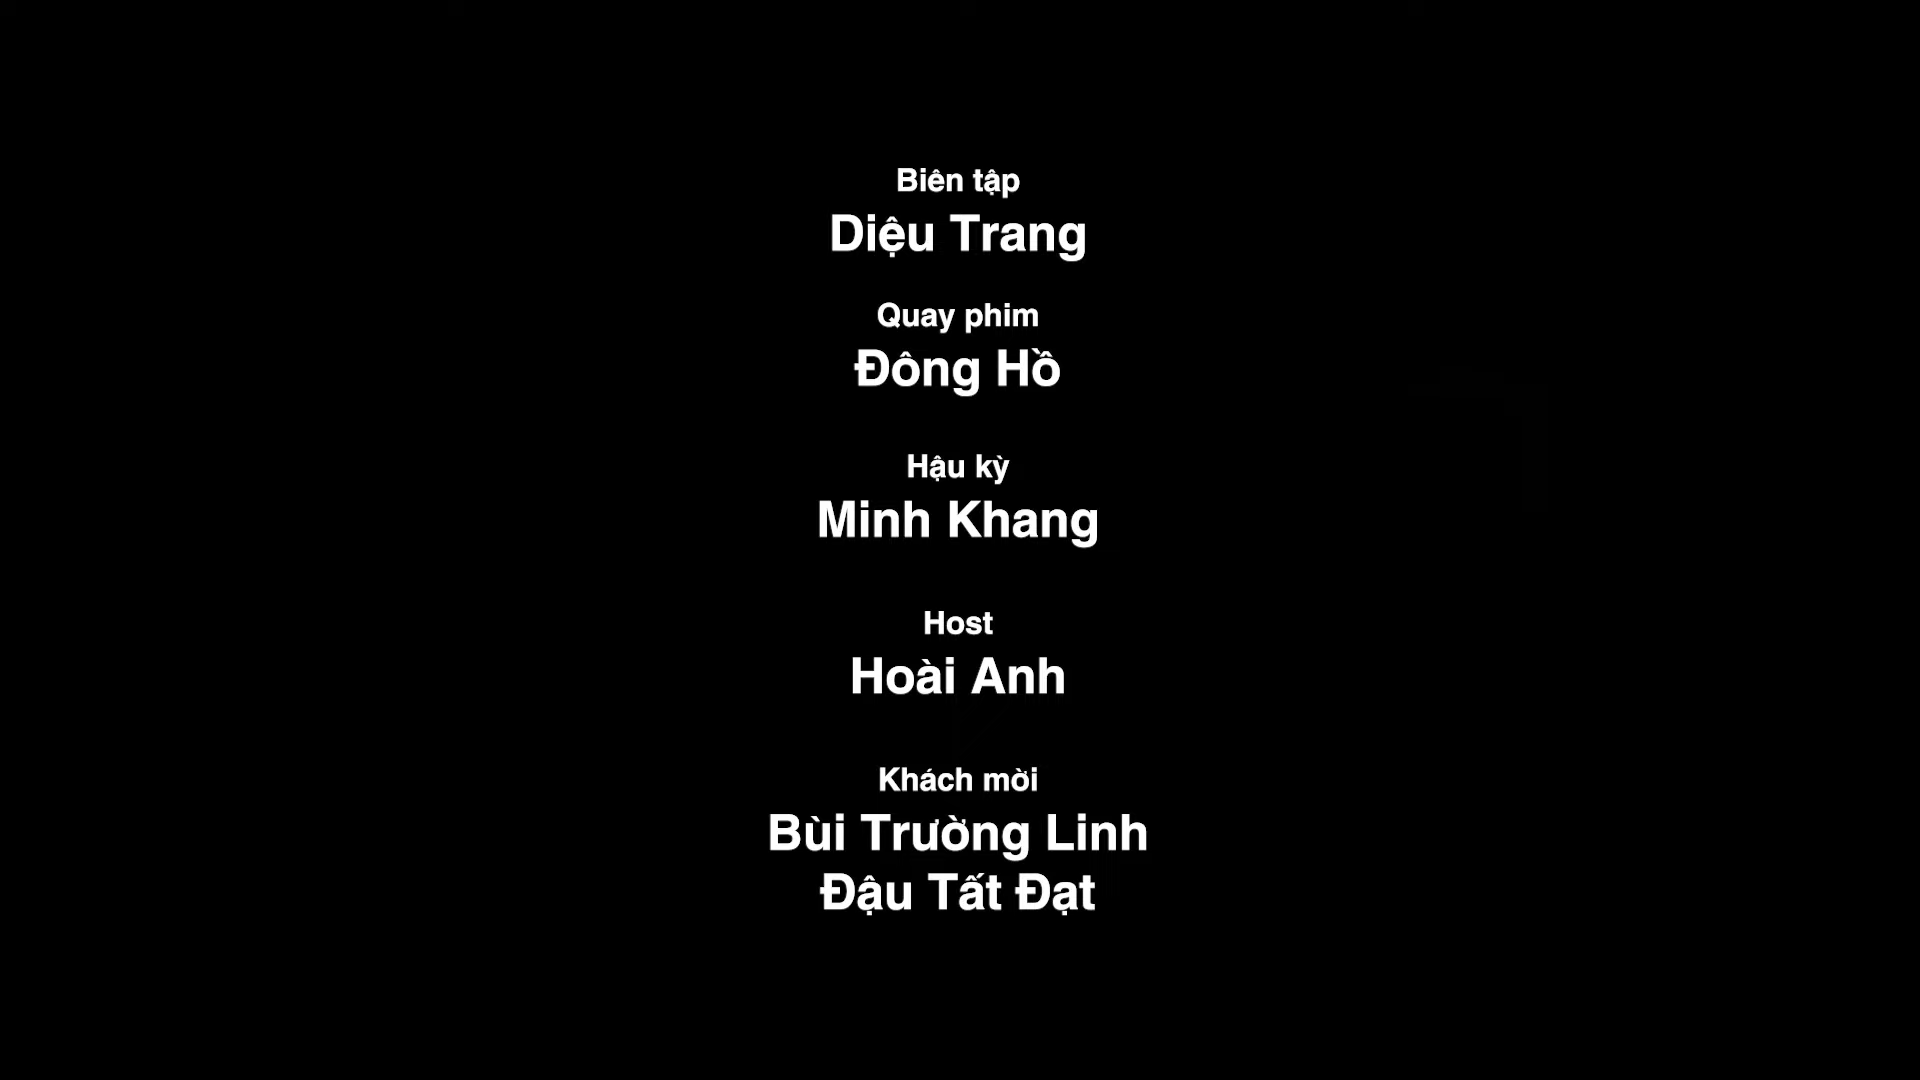 Biên tập
Diệu Trang
Quay phim
Đông Hồ
Hậu kỳ
Minh Khang
Host
Hoài Anh
Khách mời
Bùi Trường Linh
Đậu Tất Đạt